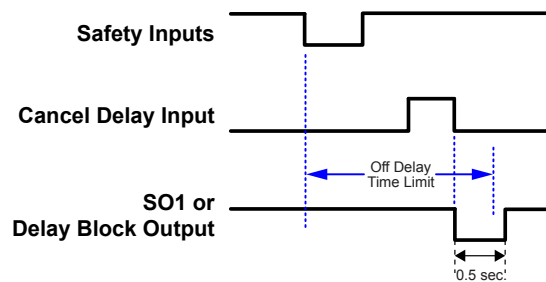 Safety Inputs
Cancel Delay Input
Off Delay
Time Limit
SO1 or
Delay Block Output
0.5 sec.